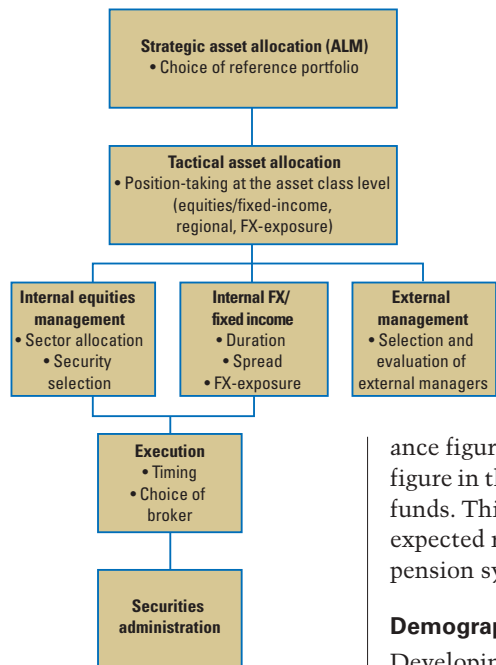 Strategic asset allocation (ALM)
• Choice of reference portfolio
Tactical asset allocation
• Position-taking at the asset class level
(equities/fixed-income,
regional, FX-exposure)
Internal equities
management
• Sector allocation
• Security
selection
Internal FX/
fixed income
• Duration
• Spread
• FX-exposure
External
management
• Selection and
evaluation of
external managers
Execution
• Timing
• Choice of
broker
Securities
administration
ance figur
figure in th
funds. Thi
expected
pension sy
Demograp
Developin